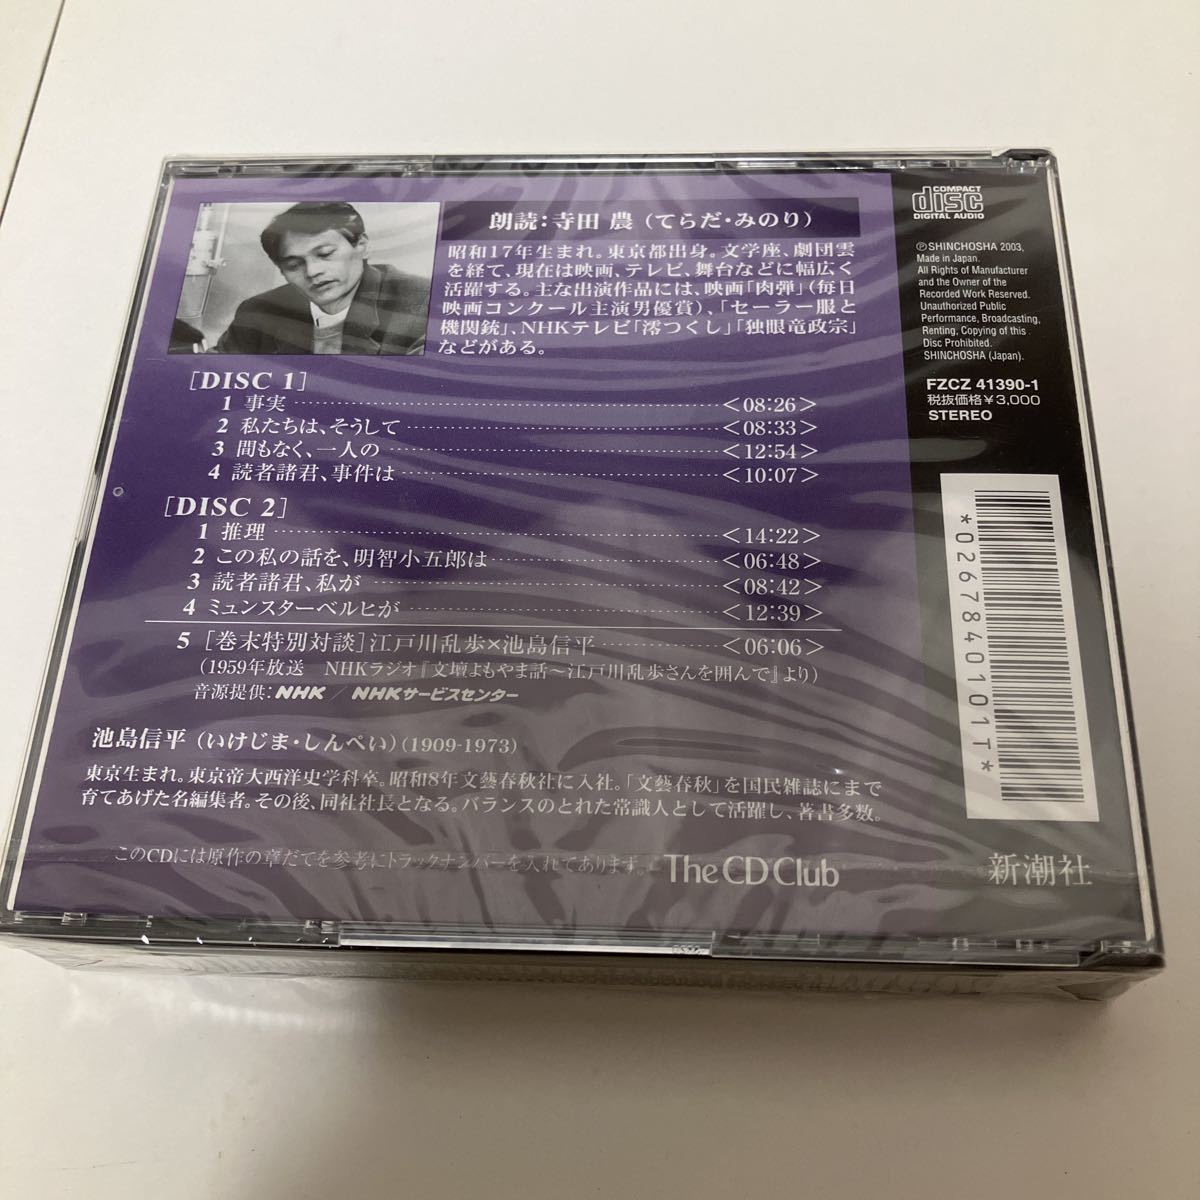 朗読：寺田 農（てらだ・みのり）
昭和17年生まれ。東京都出身。文学座、劇団雲
を経て、現在は映画、テレビ、舞台などに幅広く
活躍する。主な出演作品には、映画「肉弾」（毎日
映画コンクール主演男優賞）、「セーラー服と
機関銃」、NHKテレビ「澪つくし」「独眼竜政宗」
などがある。
［DISC 1］
1 事実 <08:26>
2 私たちは、そうして <08:33>
3 間もなく、一人の <12:54>
4 読者諸君、事件は <10:07>
［DISC 2］
1 推理 <14:22>
2 この私の話を、明智小五郎は <06:48>
3 読者諸君、私が <08:42>
4 ミュンスターベルヒが <12:39>
5 ［巻末特別対談］江戸川乱歩×池島信平 <06:06>
（1959年放送　NHKラジオ『文壇よもやま話〜江戸川乱歩さんを囲んで』より）
音源提供：NHK／NHKサービスセンター
池島信平（いけじま・しんぺい）（1909-1973）
東京生まれ。東京帝大西洋史学科卒。昭和8年文藝春秋社に入社。「文藝春秋」を国民雑誌にまで
育てあげた名編集者。その後、同社社長となる。バランスのとれた常識人として活躍し、著書多数。
このCDには原作の章だてを参考にトラックナンバーを入れてあります。
The CD Club
COMPACT
disc
DIGITAL AUDIO
℗SHINCHOSHA 2003,
Made in Japan.
All Rights of Manufacturer
and the Owner of the
Recorded Work Reserved.
Unauthorized Public
Performance, Broadcasting,
Renting, Copying of this
Disc Prohibited.
SHINCHOSHA (Japan).
FZCZ 41390-1
税抜価格￥3,000
STEREO
*0267840101T*
新潮社